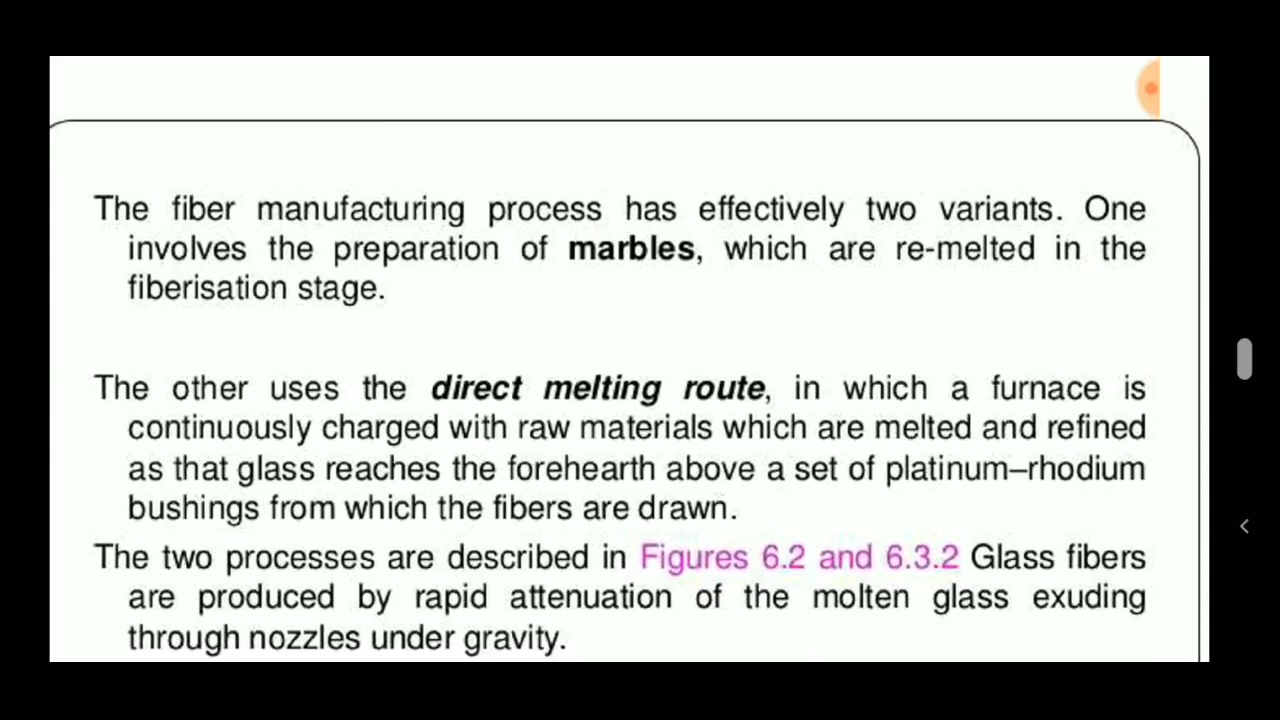 The fiber manufacturing process has effectively two variants. One
involves the preparation of marbles, which are re-melted in the
fiberisation stage.
The other uses the direct melting route, in which a furnace is
continuously charged with raw materials which are melted and refined
as that glass reaches the forehearth above a set of platinum–rhodium
bushings from which the fibers are drawn.
The two processes are described in Figures 6.2 and 6.3.2 Glass fibers
are produced by rapid attenuation of the molten glass exuding
through nozzles under gravity.